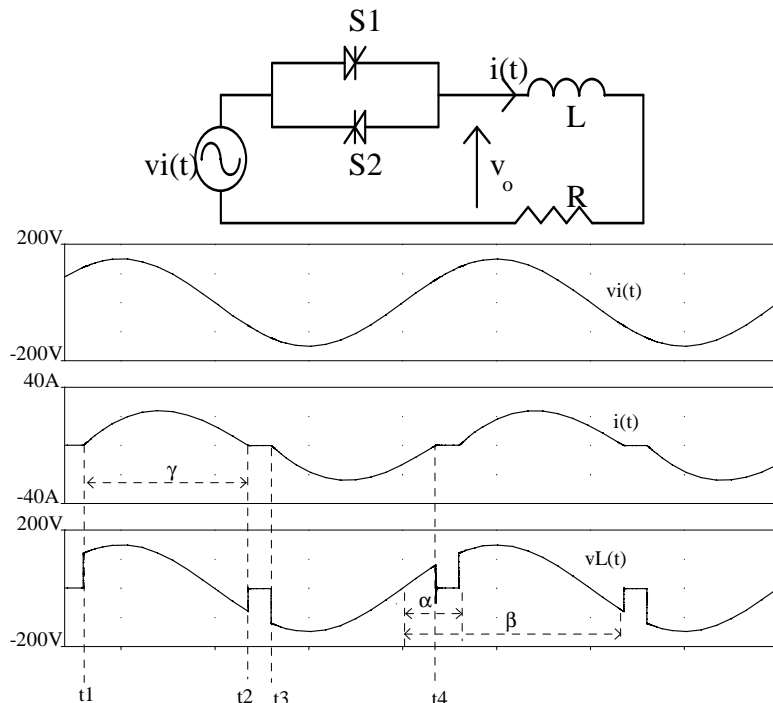 S1
i(t)
L
S2
vi(t)
v
o
R
200V
vi(t)
-200V
40A
i(t)
γ
-40A
200V
vL(t)
α
β
-200V
t1 t2 t3 t4